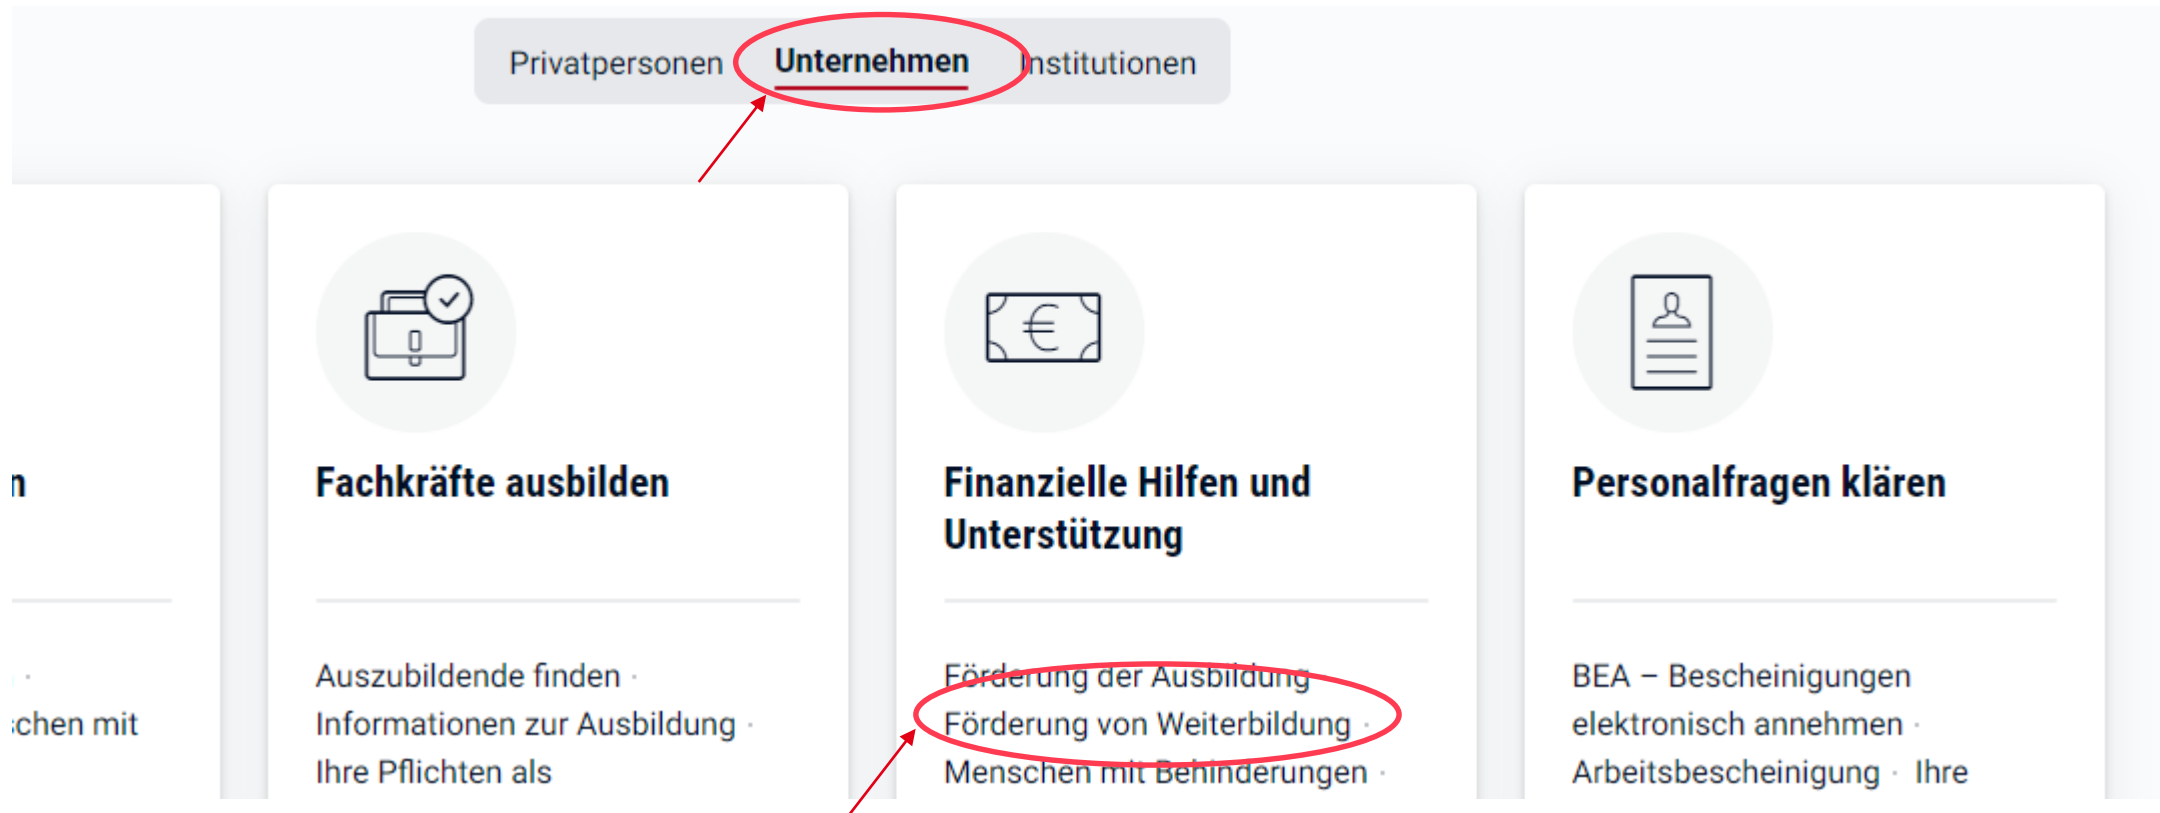 Privatpersonen Unternehmen Institutionen
n
·
schen mit
Fachkräfte ausbilden
Auszubildende finden ·
Informationen zur Ausbildung ·
Ihre Pflichten als
Finanzielle Hilfen und
Unterstützung
Förderung der Ausbildung
Förderung von Weiterbildung ·
Menschen mit Behinderungen ·
Personalfragen klären
BEA – Bescheinigungen
elektronisch annehmen ·
Arbeitsbescheinigung · Ihre